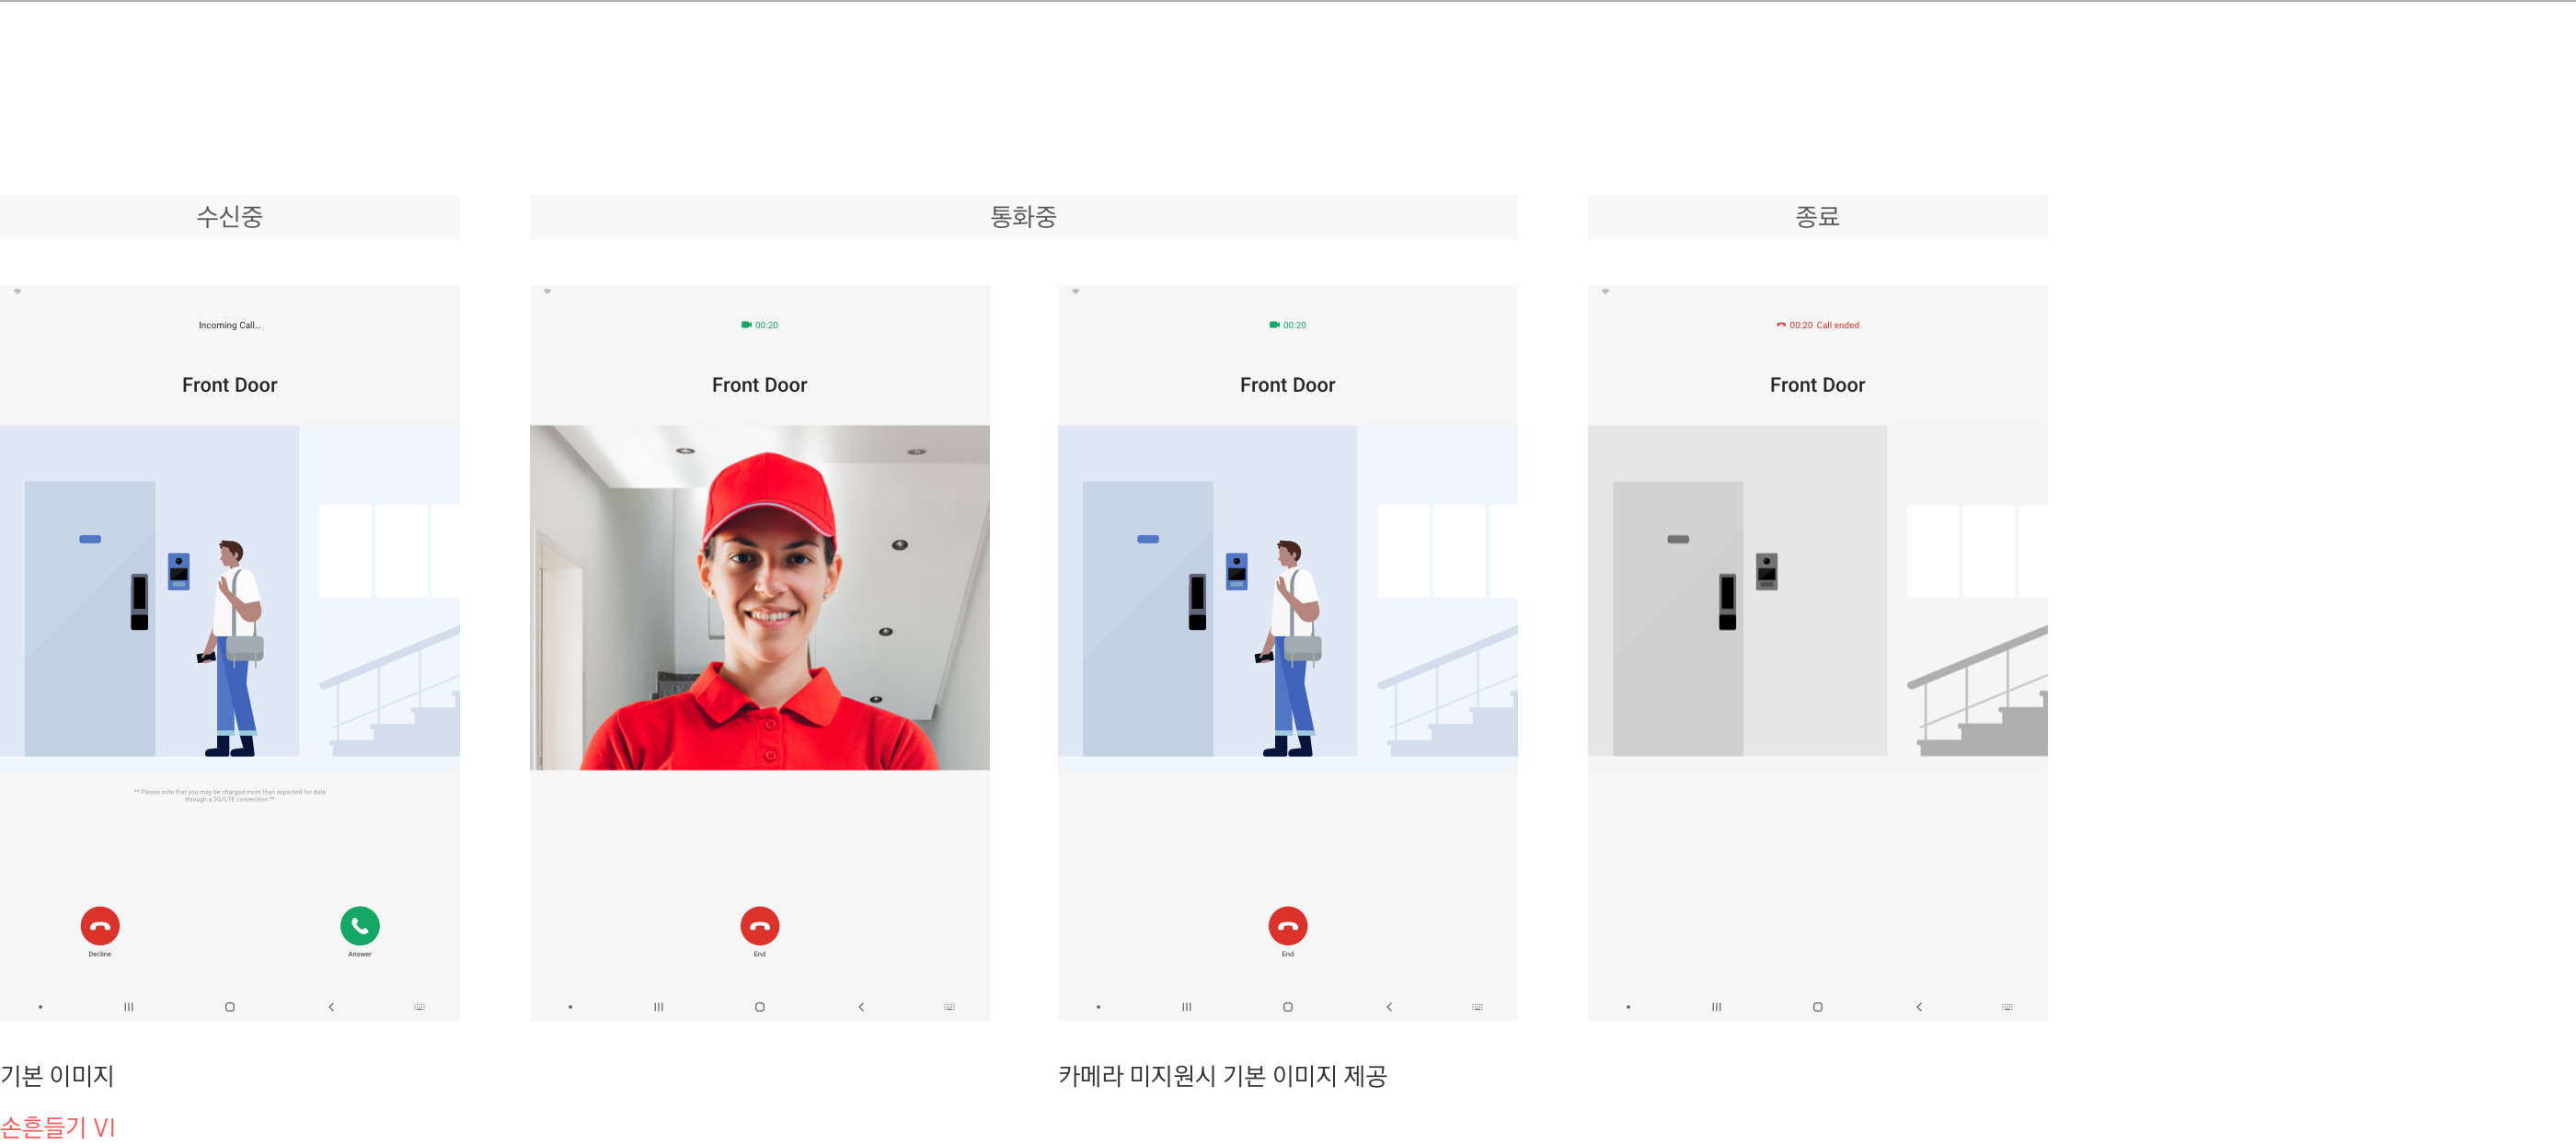 수신중
통화중
종료
Incoming Call...
Front Door
** Please note that you may be charged more than expected for data
through a 3G/LTE connection **
Decline
Answer
00:20
Front Door
End
00:20
Front Door
End
00:20 Call ended
Front Door
기본 이미지
손흔들기 VI
카메라 미지원시 기본 이미지 제공